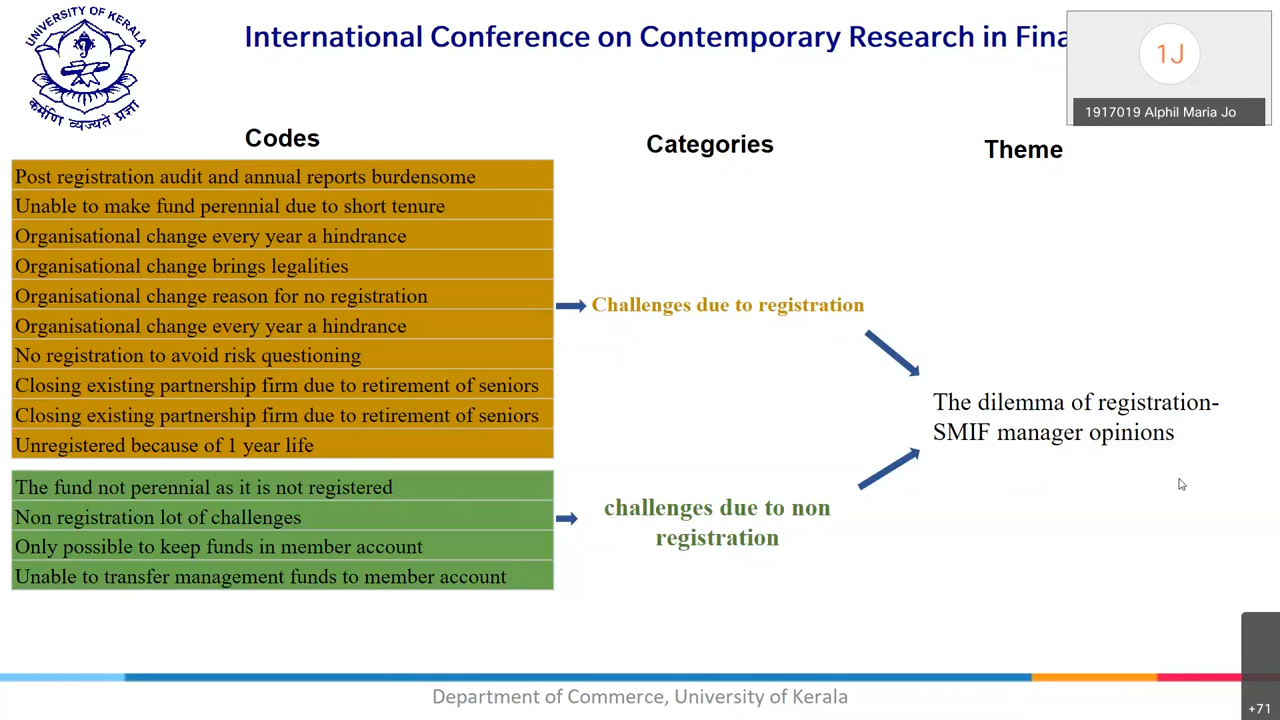 UNIVERSITY OF KERALA
कर्मणि व्यज्यते प्रज्ञा
International Conference on Contemporary Research in Fina
1J
1917019 Alphil Maria Jo
Codes
Categories
Theme
Post registration audit and annual reports burdensome
Unable to make fund perennial due to short tenure
Organisational change every year a hindrance
Organisational change brings legalities
Organisational change reason for no registration
Organisational change every year a hindrance
No registration to avoid risk questioning
Closing existing partnership firm due to retirement of seniors
Closing existing partnership firm due to retirement of seniors
Unregistered because of 1 year life
Challenges due to registration
The fund not perennial as it is not registered
Non registration lot of challenges
Only possible to keep funds in member account
Unable to transfer management funds to member account
challenges due to non
registration
The dilemma of registration-
SMIF manager opinions
Department of Commerce, University of Kerala
+71